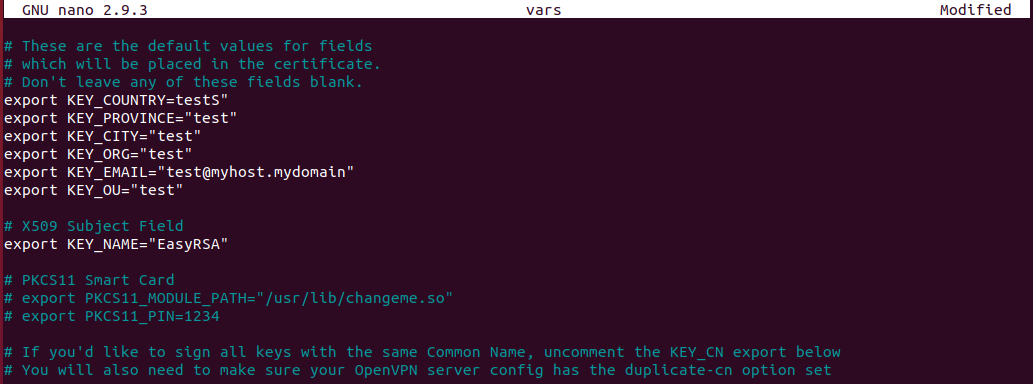 GNU nano 2.9.3 vars Modified
# These are the default values for fields
# which will be placed in the certificate.
# Don't leave any of these fields blank.
export KEY_COUNTRY=testS"
export KEY_PROVINCE="test"
export KEY_CITY="test"
export KEY_ORG="test"
export KEY_EMAIL="test@myhost.mydomain"
export KEY_OU="test"
# X509 Subject Field
export KEY_NAME="EasyRSA"
# PKCS11 Smart Card
# export PKCS11_MODULE_PATH="/usr/lib/changeme.so"
# export PKCS11_PIN=1234
# If you'd like to sign all keys with the same Common Name, uncomment the KEY_CN export below
# You will also need to make sure your OpenVPN server config has the duplicate-cn option set